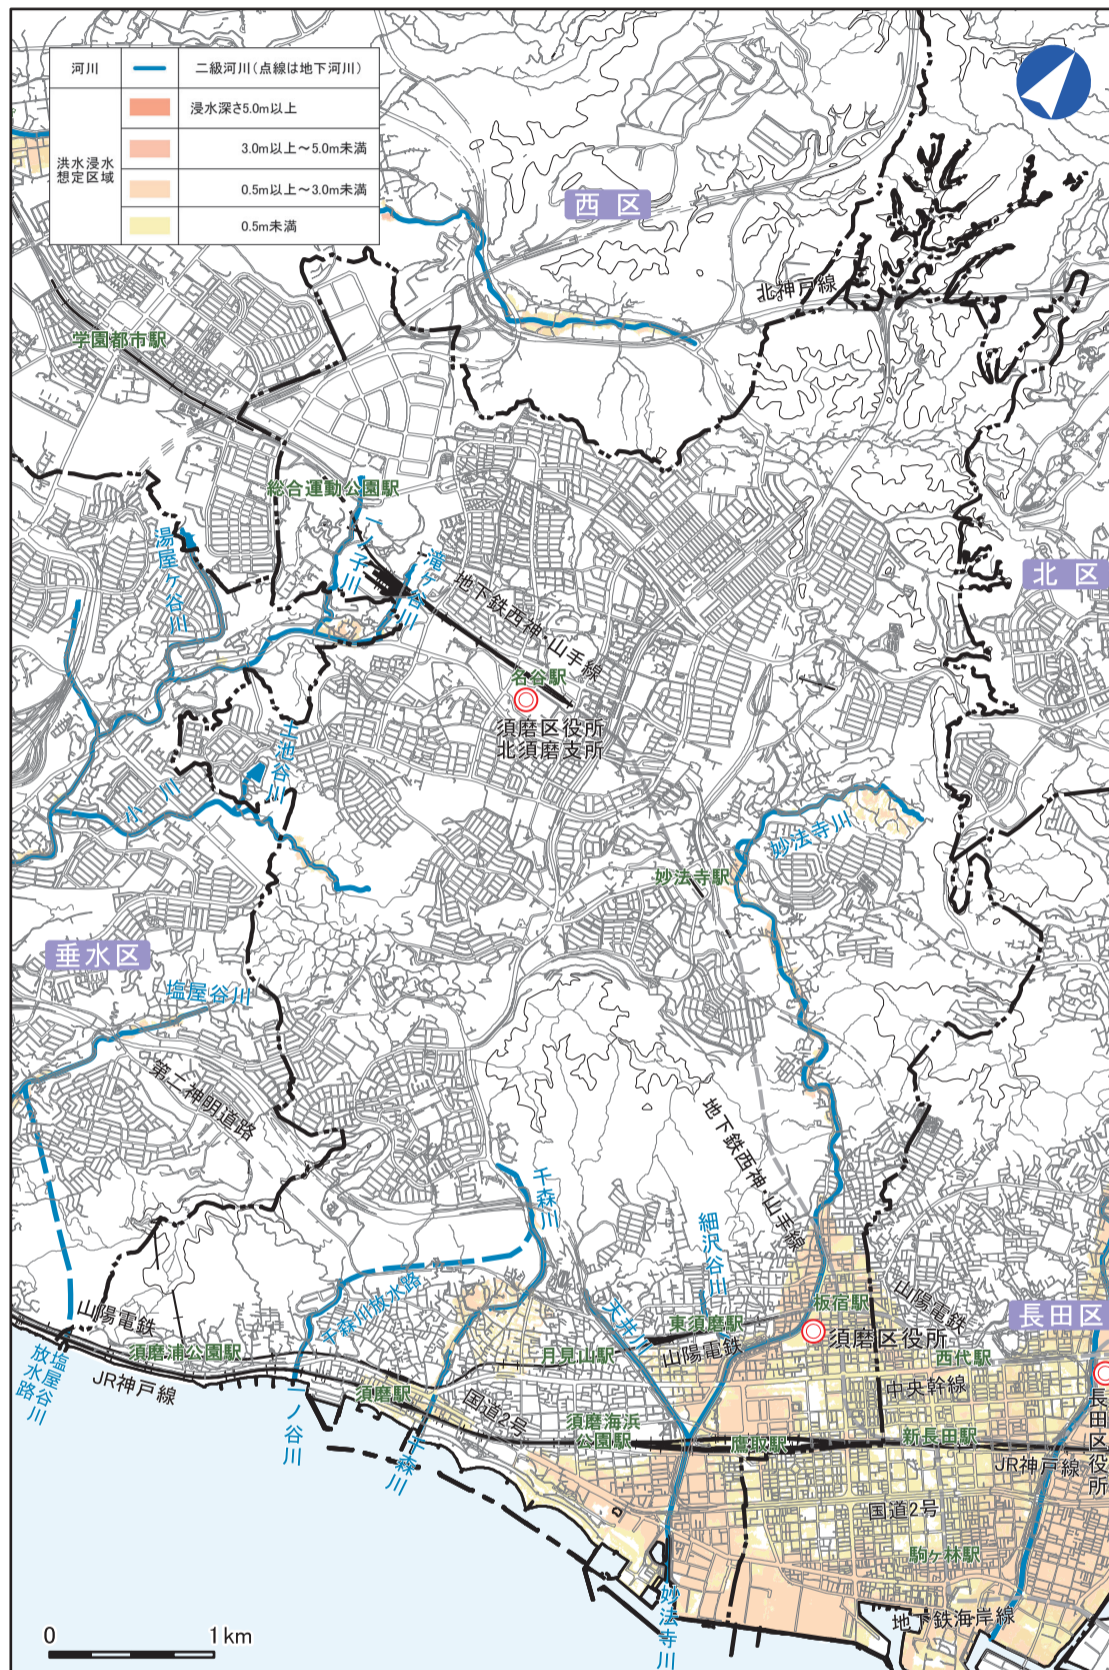 河川
二級河川(点線は地下河川)
洪水浸水
想定区域
浸水深さ5.0m以上
3.0m以上～5.0m未満
0.5m以上～3.0m未満
0.5m未満
西区
北神戸線
学園都市駅
総合運動公園駅
湯屋ヶ谷川
一ノ子川
滝ヶ谷川
地下鉄西神・山手線
北区
名谷駅
須磨区役所
北須磨支所
土池谷川
小川
妙法寺川
妙法寺駅
垂水区
塩屋谷川
第二神明道路
地下鉄西神・山手線
千森川
細沢谷川
千森川放水路
天井川
板宿駅
山陽電鉄
長田区
山陽電鉄
東須磨駅
須磨区役所
須磨浦公園駅
月見山駅
山陽電鉄
西代駅
塩屋谷川
放水路
JR神戸線
須磨駅
国道2号
中央幹線
長田区役所
須磨海浜
公園駅
鷹取駅
新長田駅
JR神戸線
一ノ谷川
千森川
国道2号
駒ヶ林駅
妙法寺川
地下鉄海岸線
0
1km